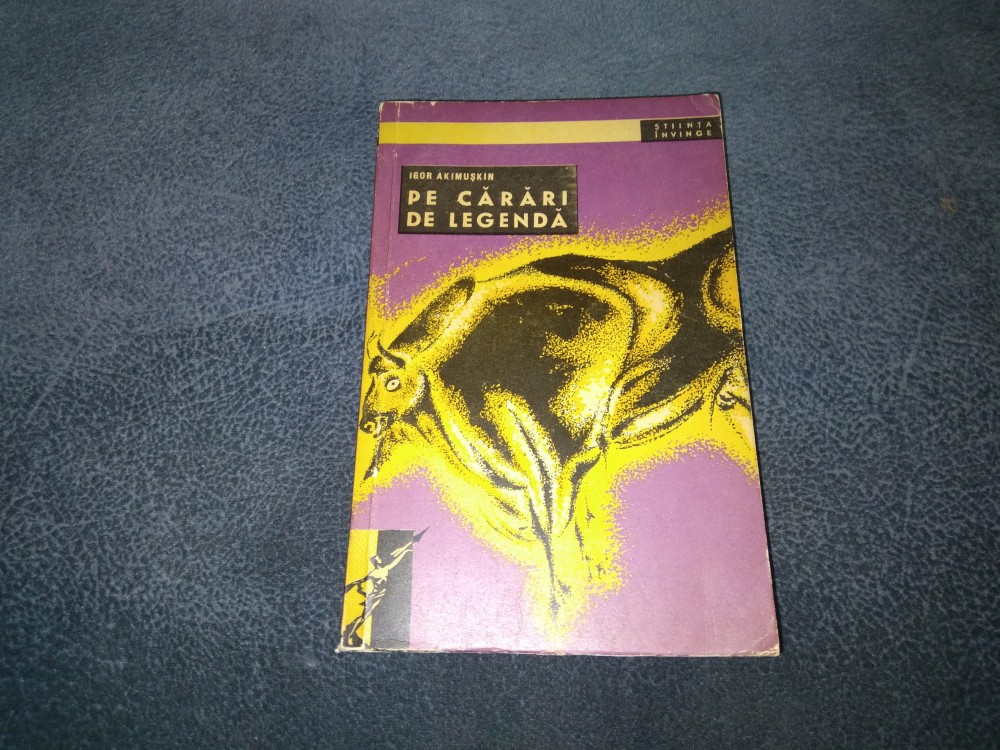 ȘTIINȚA
ÎNVINGE
IGOR AKIMUȘKIN
PE CĂRĂRI
DE LEGENDĂ